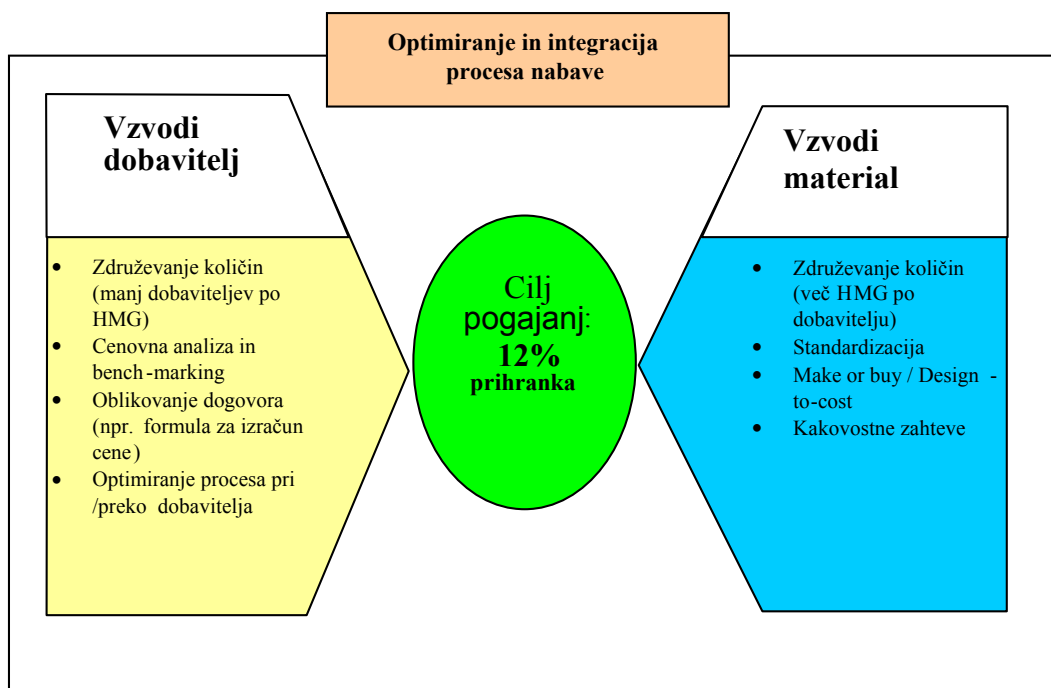 Optimiranje in integracija
procesa nabave
Vzvodi
dobavitelj
• Združevanje količin
(manj dobaviteljev po
HMG)
• Cenovna analiza in
bench-marking
• Oblikovanje dogovora
(npr. formula za izračun
cene)
• Optimiranje procesa pri
/preko dobavitelja
Cilj
pogajanj:
12%
prihranka
Vzvodi
material
• Združevanje količin
(več HMG po
dobavitelju)
• Standardizacija
• Make or buy / Design -
to-cost
• Kakovostne zahteve